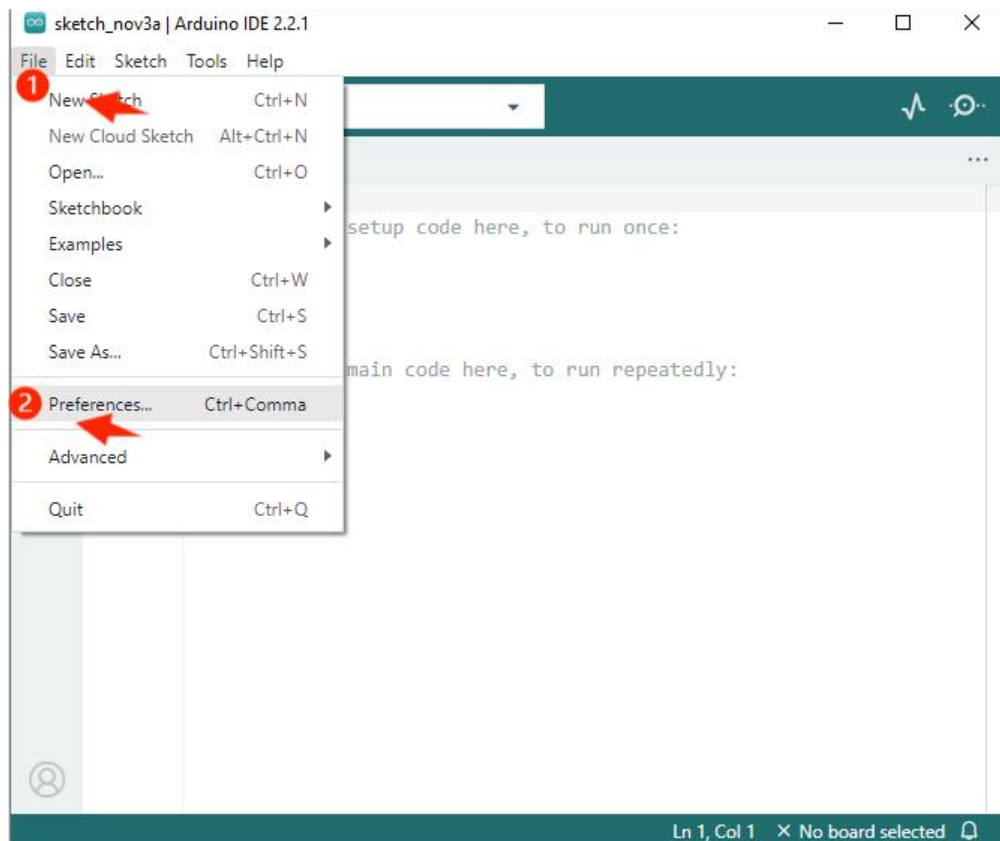 sketch_nov3a | Arduino IDE 2.2.1
File Edit Sketch Tools Help
1
New Sketch Ctrl+N
New Cloud Sketch Alt+Ctrl+N
Open... Ctrl+O
Sketchbook
setup code here, to run once:
Examples
Close Ctrl+W
Save Ctrl+S
Save As... Ctrl+Shift+S
main code here, to run repeatedly:
2 Preferences... Ctrl+Comma
Advanced
Quit Ctrl+Q
Ln 1, Col 1 × No board selected